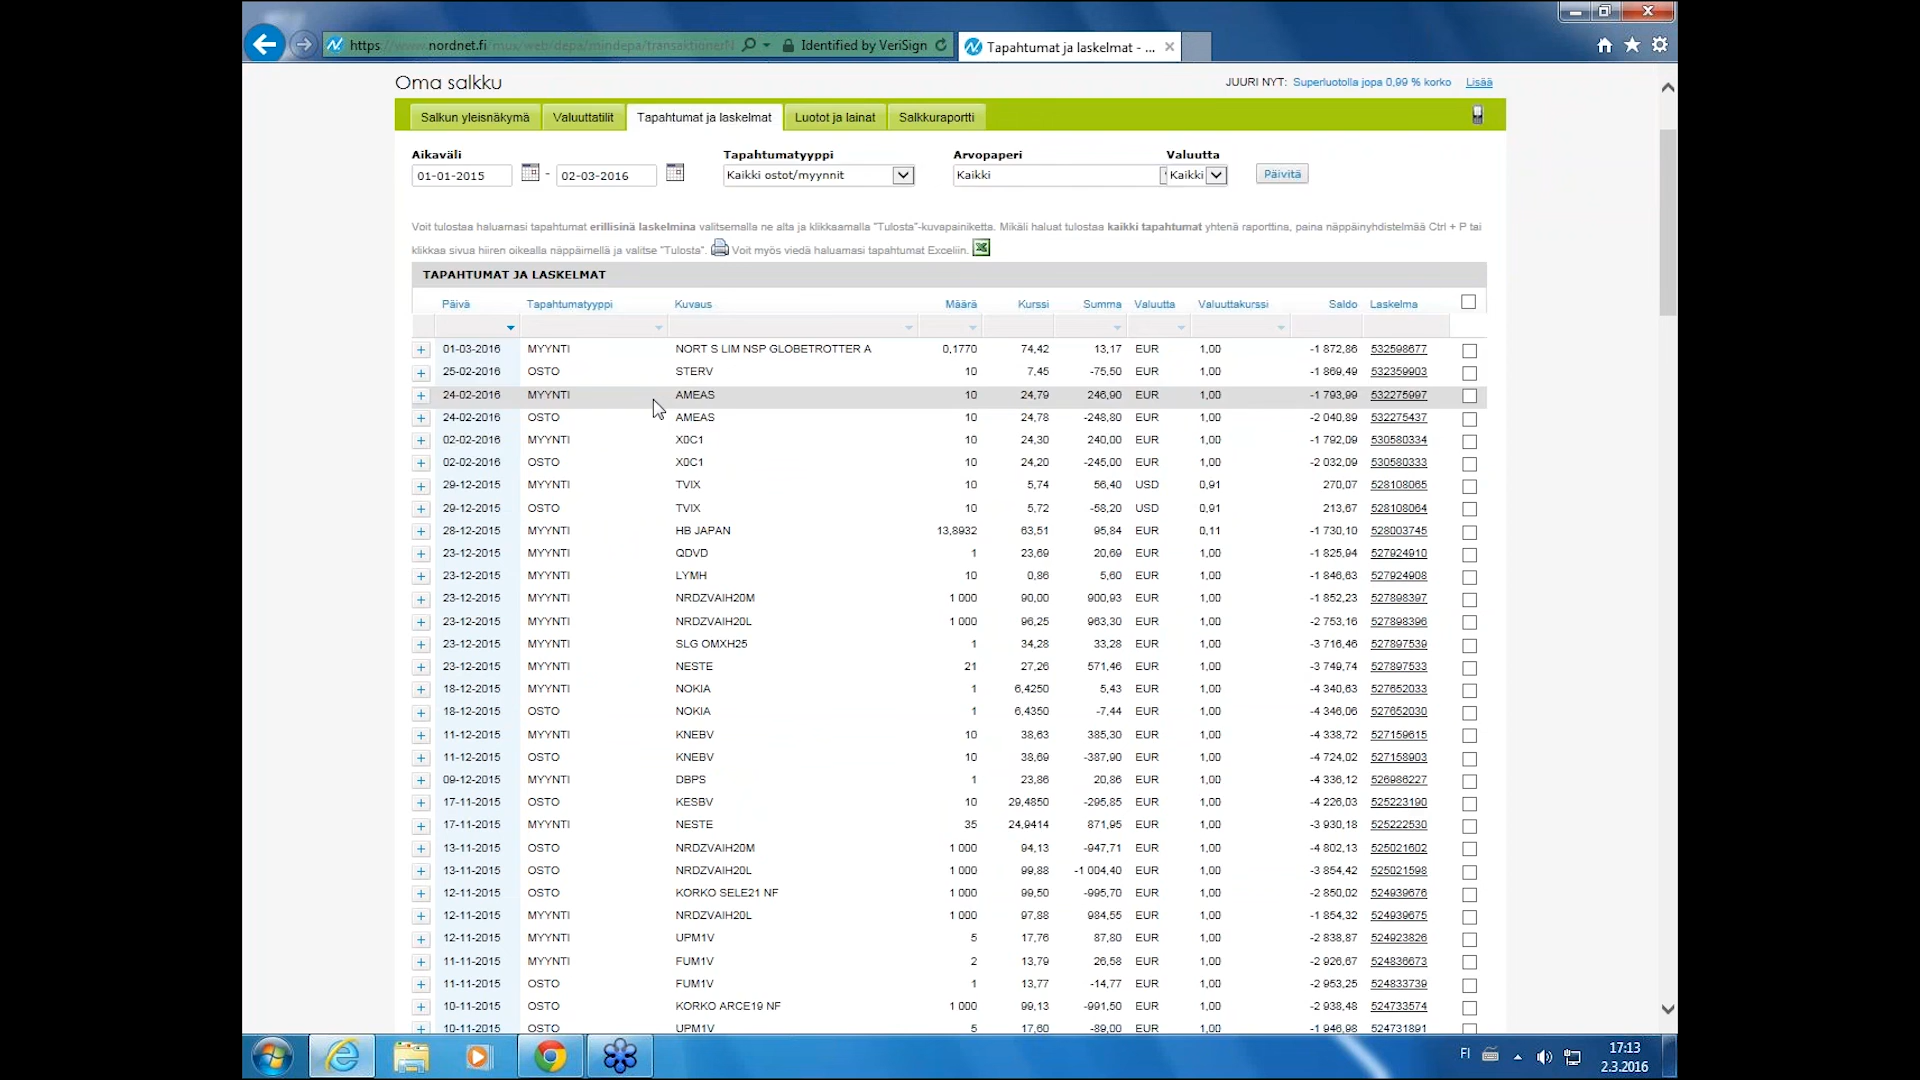 https://www.nordnet.fi/mux/web/depa/mindepa/transaktionerN Identified by VeriSign Tapahtumat ja laskelmat - ...
Oma salkku JUURI NYT: Superluotolla jopa 0,99 % korko Lisää
Salkun yleisnäkymä Valuuttatilit Tapahtumat ja laskelmat Luotot ja lainat Salkkuraportti
Aikaväli Tapahtumatyyppi Arvopaperi Valuutta
01-01-2015 - 02-03-2016 Kaikki ostot/myynnit Kaikki Kaikki Päivitä
Voit tulostaa haluamasi tapahtumat erillisinä laskelmina valitsemalla ne alta ja klikkaamalla "Tulosta"-kuvapainiketta. Mikäli haluat tulostaa kaikki tapahtumat yhtenä raporttina, paina näppäinyhdistelmää Ctrl + P tai
klikkaa sivua hiiren oikealla näppäimellä ja valitse "Tulosta". Voit myös viedä haluamasi tapahtumat Exceliin.
TAPAHTUMAT JA LASKELMAT
Päivä Tapahtumatyyppi Kuvaus Määrä Kurssi Summa Valuutta Valuuttakurssi Saldo Laskelma
+ 01-03-2016 MYYNTI NORT S LIM NSP GLOBETROTTER A 0,1770 74,42 13,17 EUR 1,00 -1 872,86 532598677
+ 25-02-2016 OSTO STERV 10 7,45 -75,50 EUR 1,00 -1 869,49 532359903
+ 24-02-2016 MYYNTI AMEAS 10 24,79 246,90 EUR 1,00 -1 793,99 532275997
+ 24-02-2016 OSTO AMEAS 10 24,78 -248,80 EUR 1,00 -2 040,89 532275437
+ 02-02-2016 MYYNTI X0C1 10 24,30 240,00 EUR 1,00 -1 792,09 530580334
+ 02-02-2016 OSTO X0C1 10 24,20 -245,00 EUR 1,00 -2 032,09 530580333
+ 29-12-2015 MYYNTI TVIX 10 5,74 56,40 USD 0,91 270,07 528108065
+ 29-12-2015 OSTO TVIX 10 5,72 -58,20 USD 0,91 213,67 528108064
+ 28-12-2015 MYYNTI HB JAPAN 13,8932 63,51 95,84 EUR 0,11 -1 730,10 528003745
+ 23-12-2015 MYYNTI QDVD 1 23,69 20,69 EUR 1,00 -1 825,94 527924910
+ 23-12-2015 MYYNTI LYMH 10 0,86 5,60 EUR 1,00 -1 846,63 527924908
+ 23-12-2015 MYYNTI NRDZVAIH20M 1 000 90,00 900,93 EUR 1,00 -1 852,23 527898397
+ 23-12-2015 MYYNTI NRDZVAIH20L 1 000 96,25 963,30 EUR 1,00 -2 753,16 527898396
+ 23-12-2015 MYYNTI SLG OMXH25 1 34,28 33,28 EUR 1,00 -3 716,46 527897539
+ 23-12-2015 MYYNTI NESTE 21 27,26 571,46 EUR 1,00 -3 749,74 527897533
+ 18-12-2015 MYYNTI NOKIA 1 6,4250 5,43 EUR 1,00 -4 340,63 527652033
+ 18-12-2015 OSTO NOKIA 1 6,4350 -7,44 EUR 1,00 -4 346,06 527652030
+ 11-12-2015 MYYNTI KNEBV 10 38,63 385,30 EUR 1,00 -4 338,72 527159615
+ 11-12-2015 OSTO KNEBV 10 38,69 -387,90 EUR 1,00 -4 724,02 527158903
+ 09-12-2015 MYYNTI DBPS 1 23,86 20,86 EUR 1,00 -4 336,12 526986227
+ 17-11-2015 OSTO KESBV 10 29,4850 -295,85 EUR 1,00 -4 226,03 525223190
+ 17-11-2015 MYYNTI NESTE 35 24,9414 871,95 EUR 1,00 -3 930,18 525222530
+ 13-11-2015 OSTO NRDZVAIH20M 1 000 94,13 -947,71 EUR 1,00 -4 802,13 525021602
+ 13-11-2015 OSTO NRDZVAIH20L 1 000 99,88 -1 004,40 EUR 1,00 -3 854,42 525021598
+ 12-11-2015 OSTO KORKO SELE21 NF 1 000 99,50 -995,70 EUR 1,00 -2 850,02 524939676
+ 12-11-2015 MYYNTI NRDZVAIH20L 1 000 97,88 984,55 EUR 1,00 -1 854,32 524939675
+ 12-11-2015 MYYNTI UPM1V 5 17,76 87,80 EUR 1,00 -2 838,87 524923826
+ 11-11-2015 MYYNTI FUM1V 2 13,79 26,58 EUR 1,00 -2 926,67 524836673
+ 11-11-2015 OSTO FUM1V 1 13,77 -14,77 EUR 1,00 -2 953,25 524833739
+ 10-11-2015 OSTO KORKO ARCE19 NF 1 000 99,13 -991,50 EUR 1,00 -2 938,48 524733574
+ 10-11-2015 OSTO UPM1V 5 17,60 -89,00 EUR 1,00 -1 946,98 524731891
FI 17:13
2.3.2016